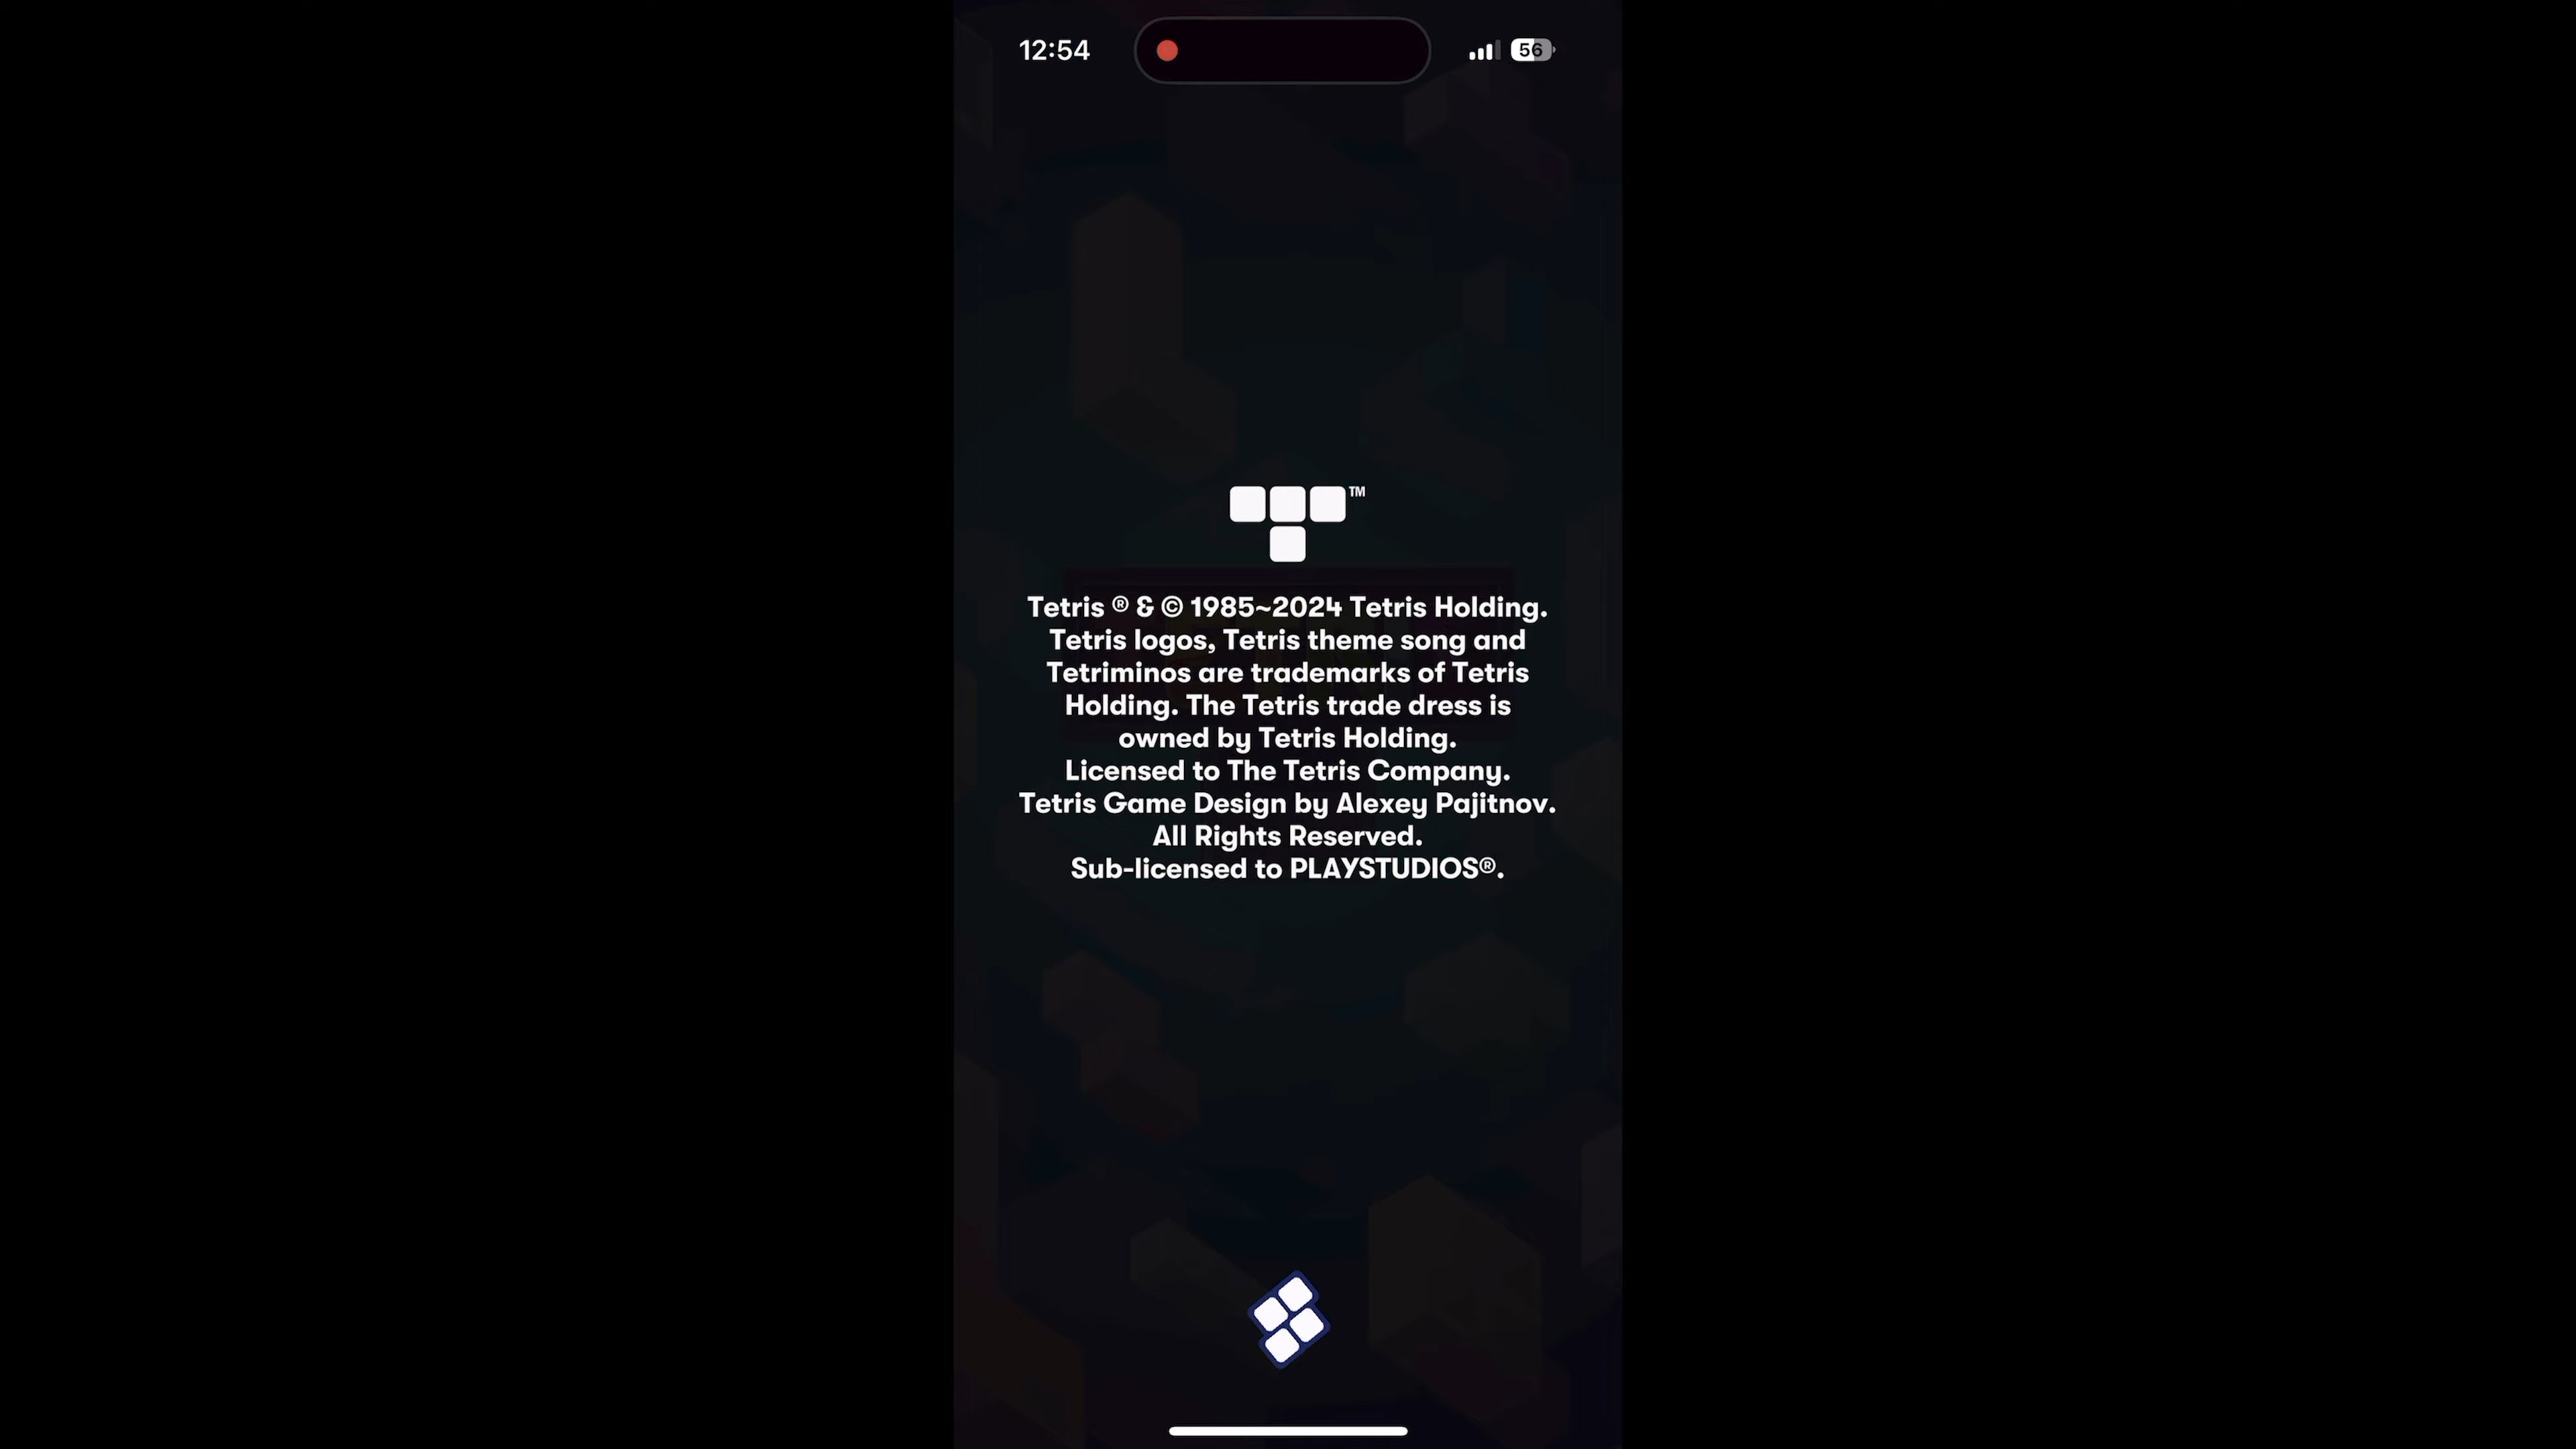 12:54
56
TM
Tetris ® & © 1985~2024 Tetris Holding.
Tetris logos, Tetris theme song and
Tetriminos are trademarks of Tetris
Holding. The Tetris trade dress is
owned by Tetris Holding.
Licensed to The Tetris Company.
Tetris Game Design by Alexey Pajitnov.
All Rights Reserved.
Sub-licensed to PLAYSTUDIOS®.